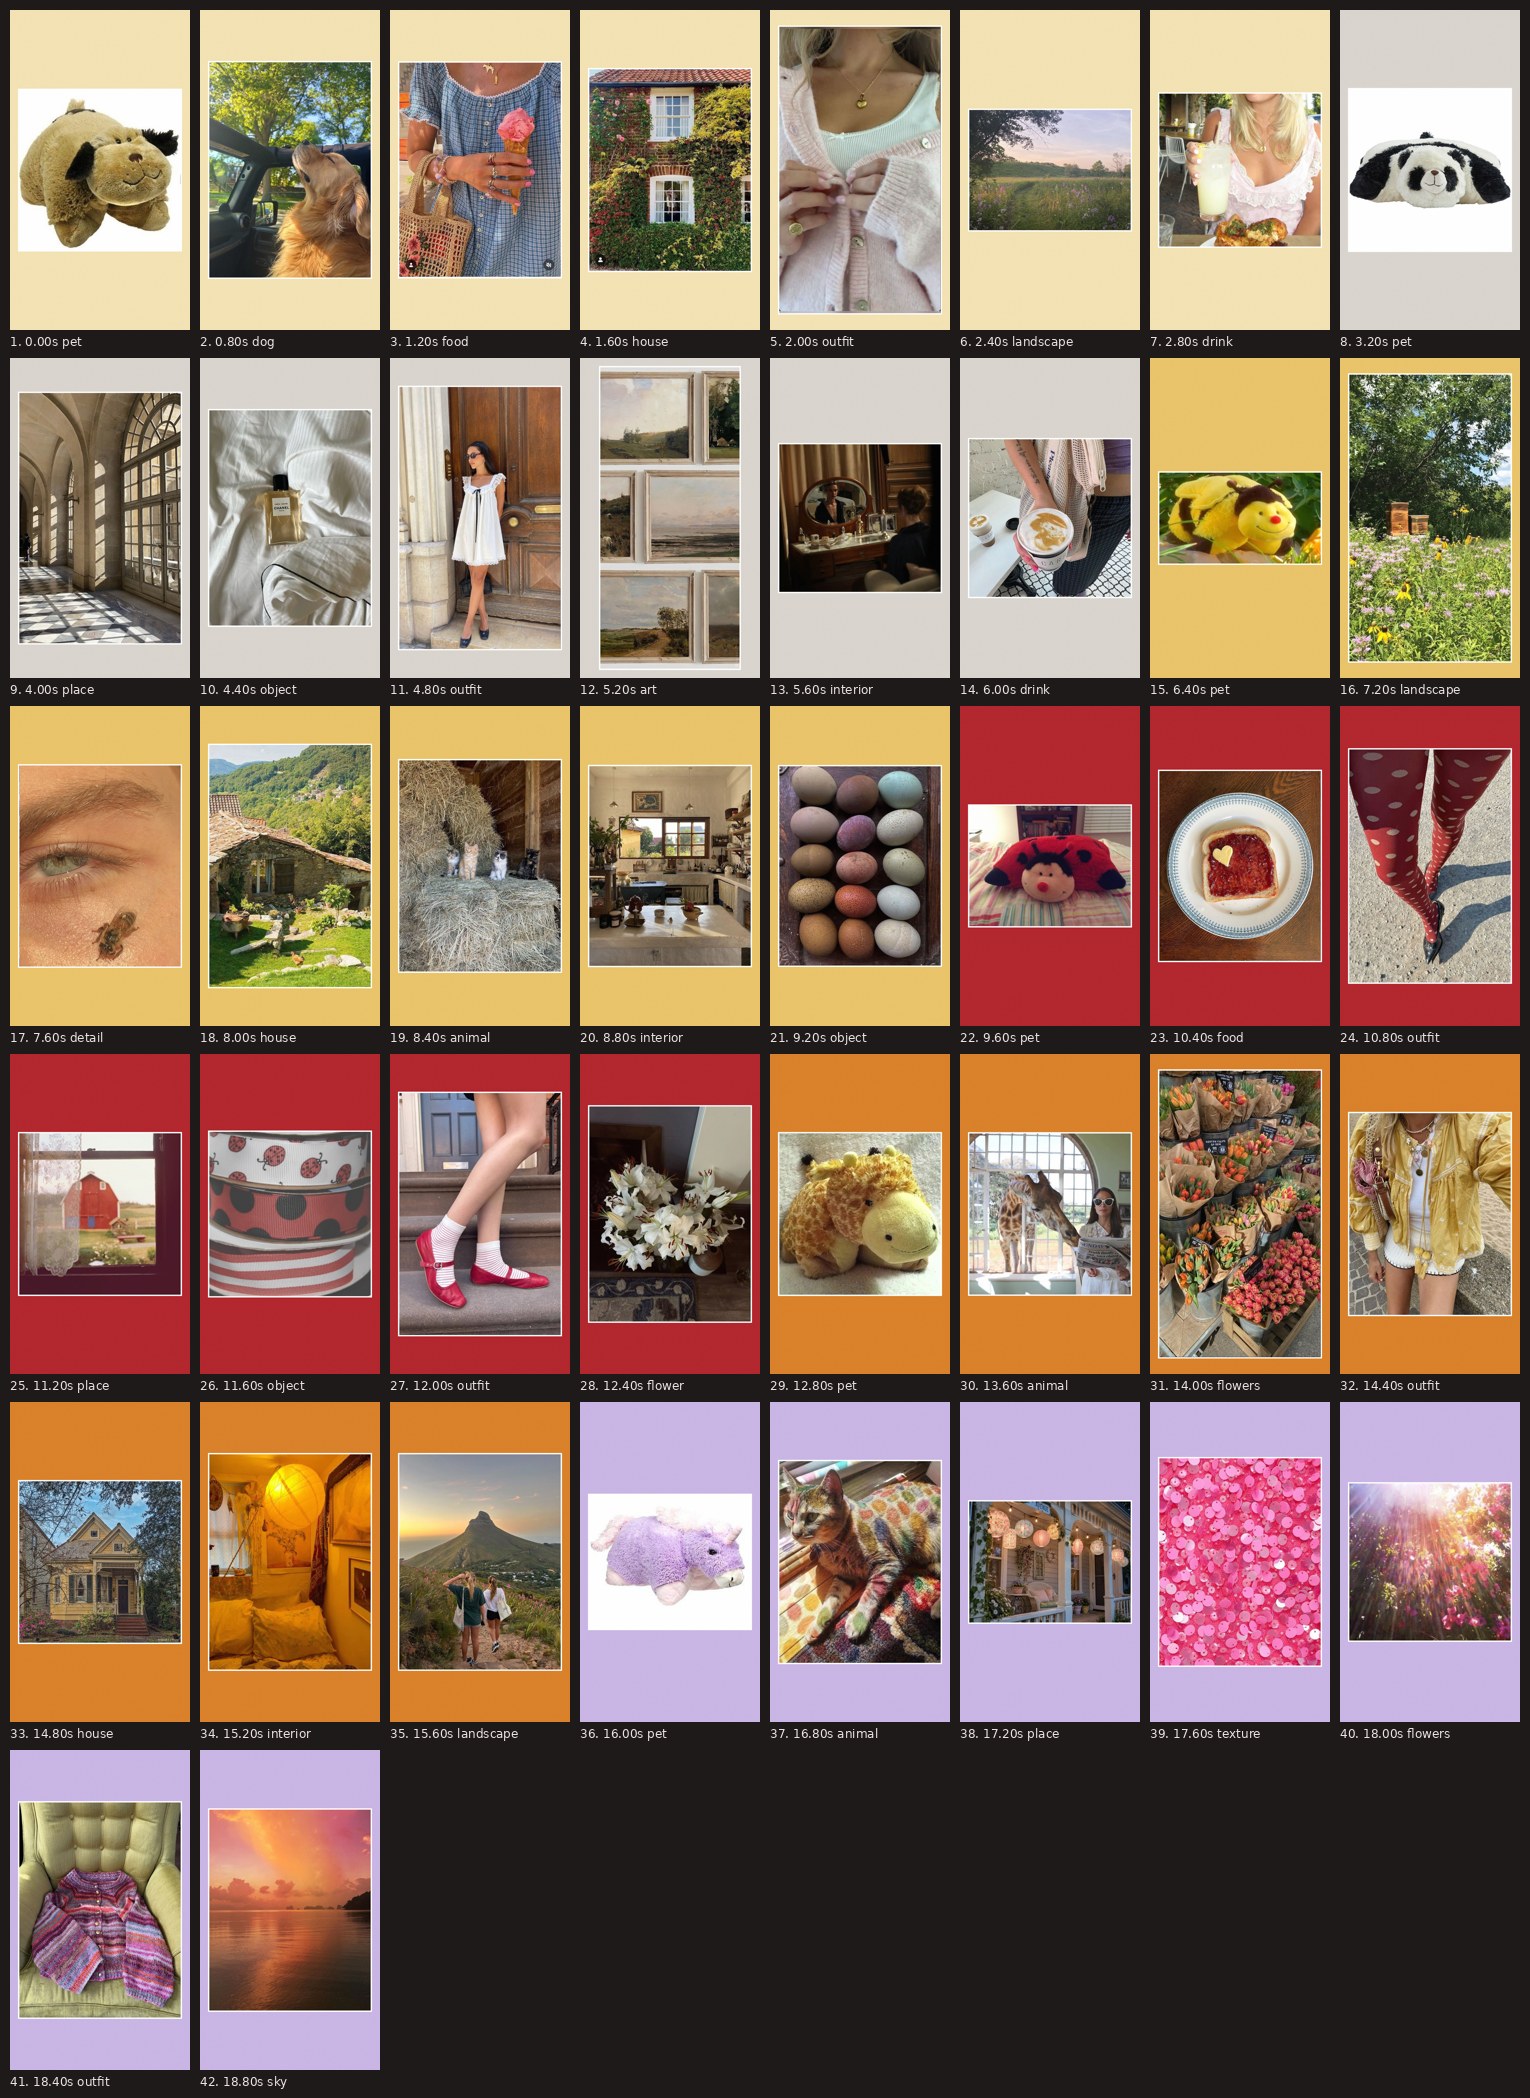 1. 0.00s pet
2. 0.80s dog
3. 1.20s food
4. 1.60s house
5. 2.00s outfit
6. 2.40s landscape
7. 2.80s drink
8. 3.20s pet
9. 4.00s place
10. 4.40s object
11. 4.80s outfit
12. 5.20s art
13. 5.60s interior
14. 6.00s drink
15. 6.40s pet
16. 7.20s landscape
17. 7.60s detail
18. 8.00s house
19. 8.40s animal
20. 8.80s interior
21. 9.20s object
22. 9.60s pet
23. 10.40s food
24. 10.80s outfit
25. 11.20s place
26. 11.60s object
27. 12.00s outfit
28. 12.40s flower
29. 12.80s pet
30. 13.60s animal
31. 14.00s flowers
32. 14.40s outfit
33. 14.80s house
34. 15.20s interior
35. 15.60s landscape
36. 16.00s pet
37. 16.80s animal
38. 17.20s place
39. 17.60s texture
40. 18.00s flowers
41. 18.40s outfit
42. 18.80s sky